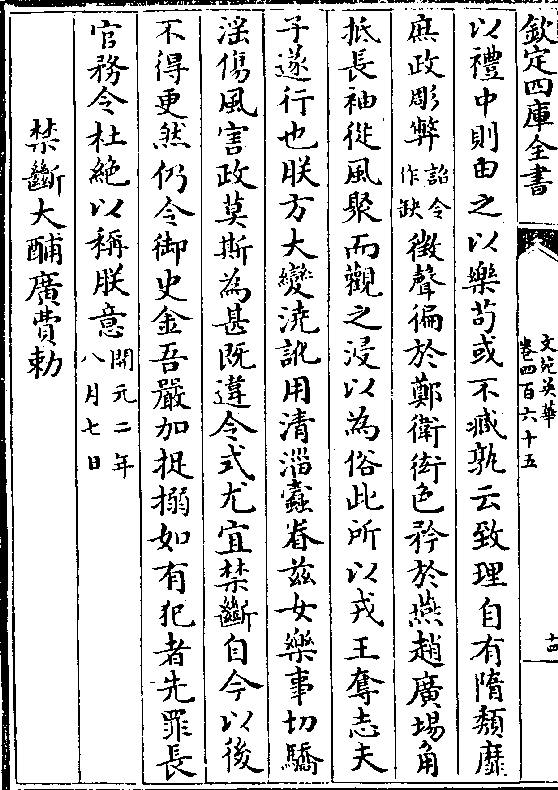 欽定四庫全書
文苑英華
卷四百六十五
十四
以禮中則由之以樂苟或不臧孰云致理自有隋頽靡
庶政彫弊詔令作缺徵聲徧於鄭衛衒色矜於燕趙廣場角
抵長袖從風聚而觀之浸以為俗此所以戎王奪志夫
子遂行也朕方大變澆訛用清淄蠧眷兹女樂事切驕
滛傷風害政莫斯為甚既違令式尤宜禁斷自今以後
不得更然仍令御史金吾嚴加捉搦如有犯者先罪長
官務令杜絶以稱朕意開元二年八月七日
禁斷大酺廣費勅